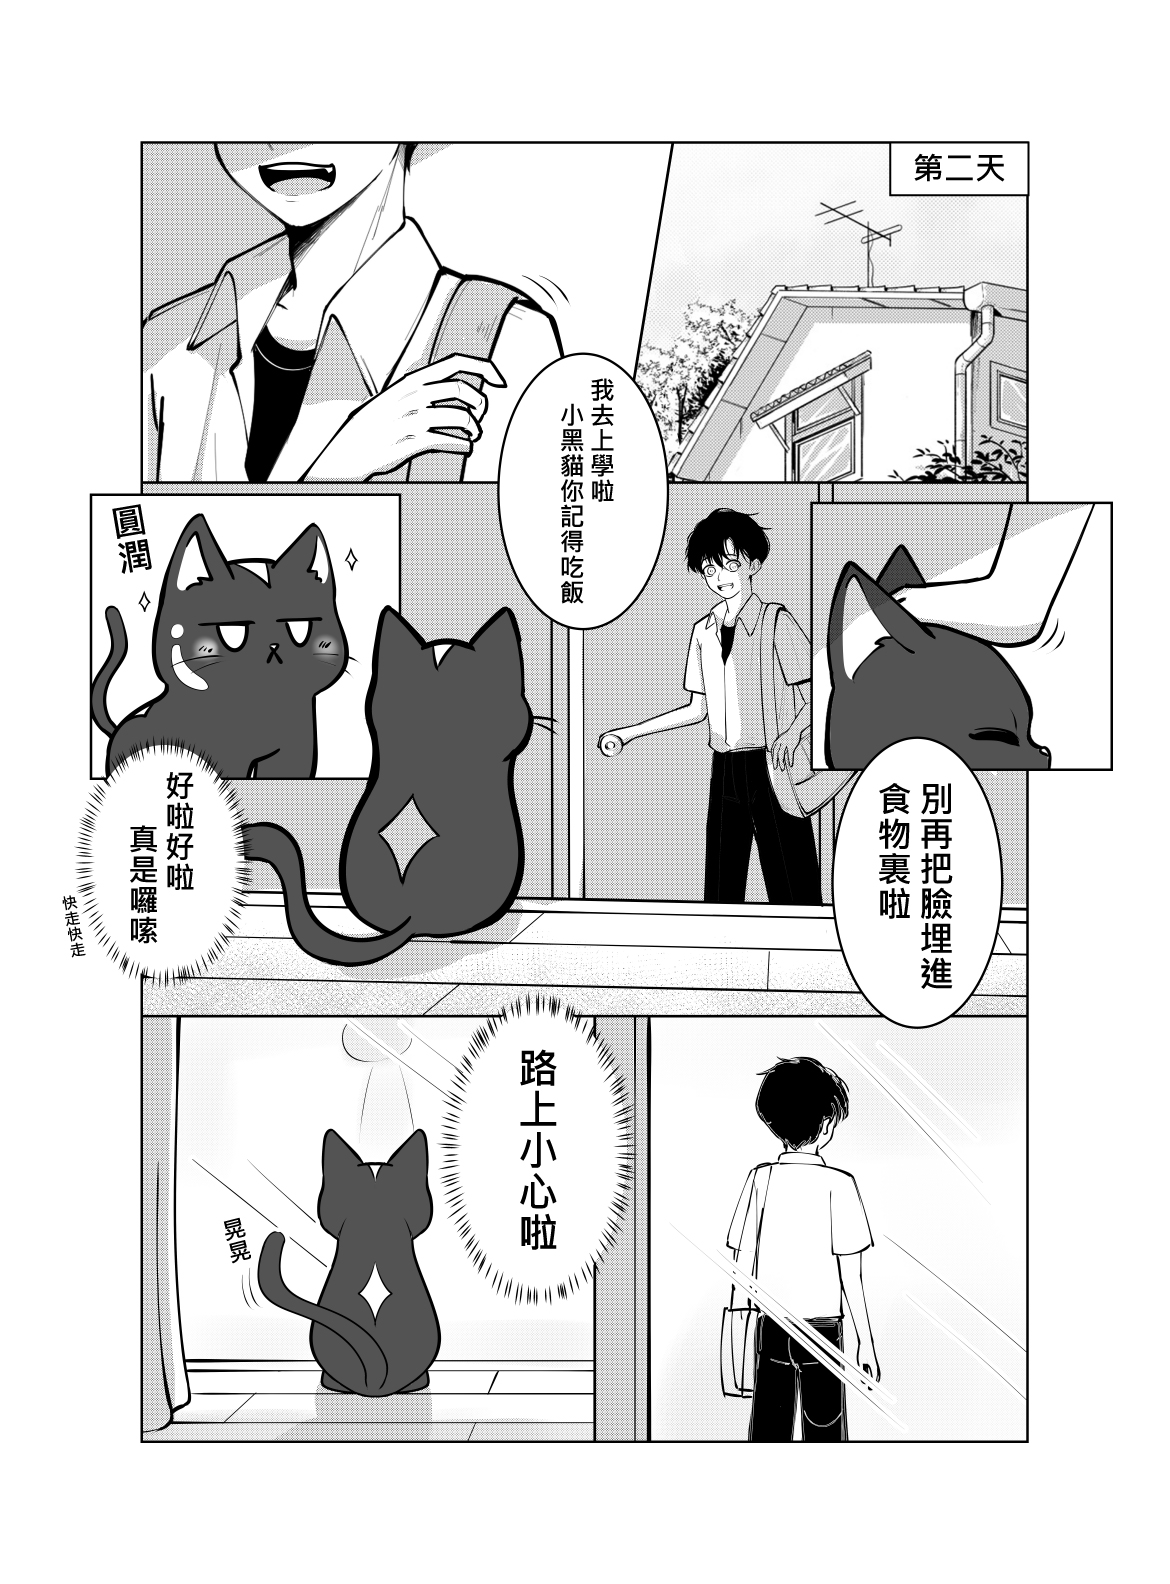 第二天
我去上學啦
小黑貓你記得吃飯
別再把臉埋進
食物裏啦
圓潤
好啦好啦
真是囉嗦
快走快走
路上小心啦
晃晃